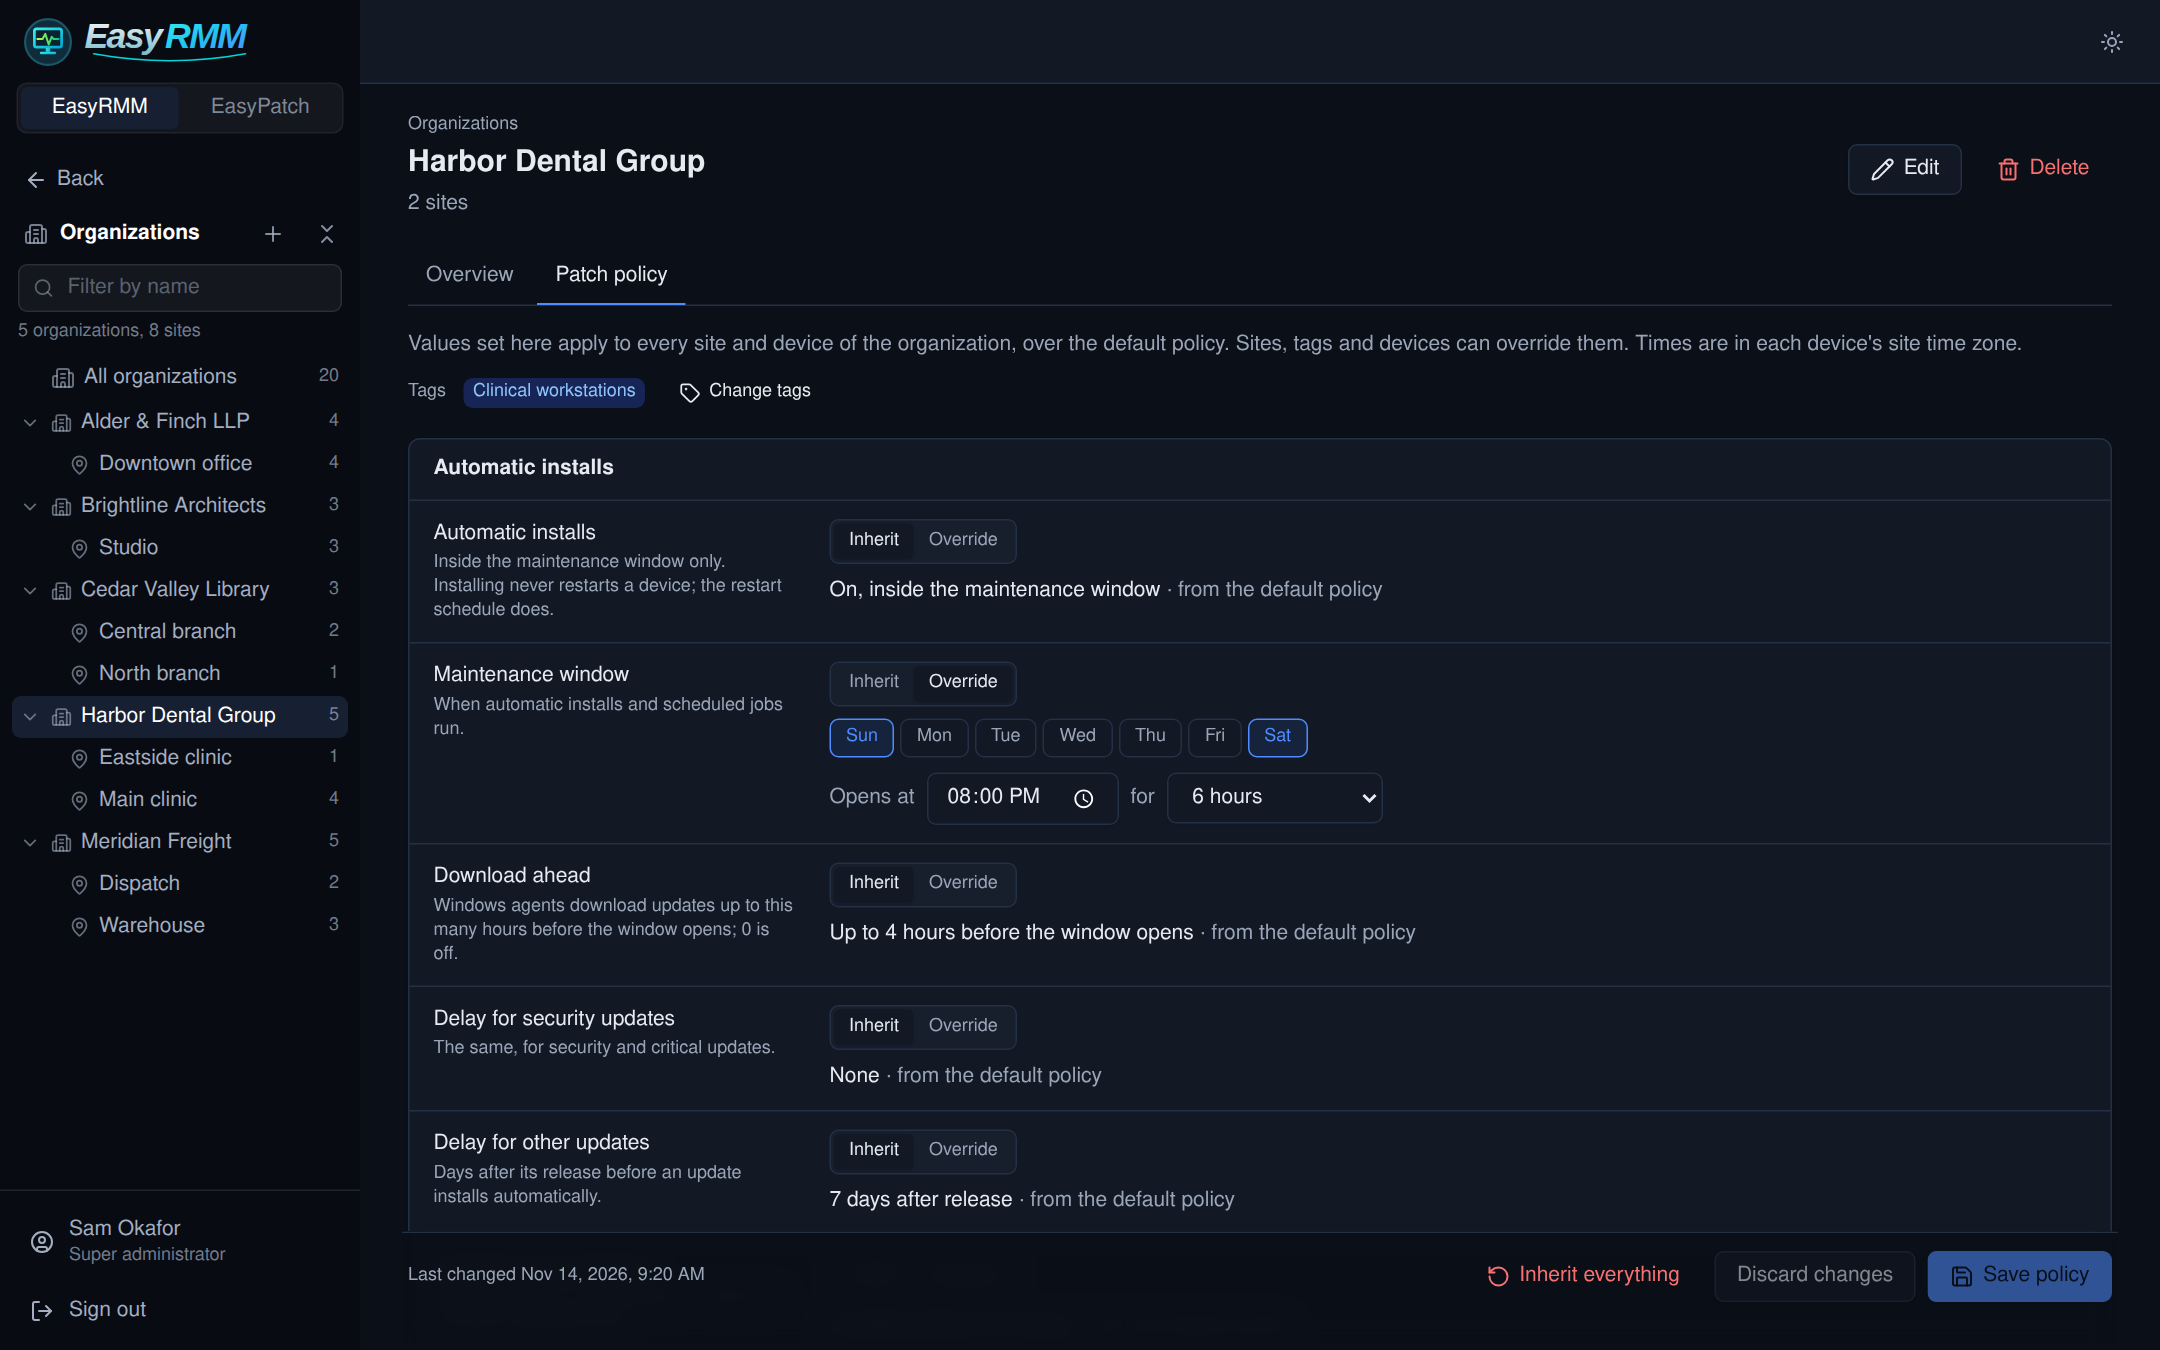 EasyRMM
EasyRMM
EasyPatch
Back
Organizations
Filter by name
5 organizations, 8 sites
All organizations 20
Alder & Finch LLP 4
Downtown office 4
Brightline Architects 3
Studio 3
Cedar Valley Library 3
Central branch 2
North branch 1
Harbor Dental Group 5
Eastside clinic 1
Main clinic 4
Meridian Freight 5
Dispatch 2
Warehouse 3
Sam Okafor
Super administrator
Sign out
Organizations
Harbor Dental Group
2 sites
Edit
Delete
Overview
Patch policy
Values set here apply to every site and device of the organization, over the default policy. Sites, tags and devices can override them. Times are in each device's site time zone.
Tags Clinical workstations Change tags
Automatic installs
Automatic installs
Inside the maintenance window only.
Installing never restarts a device; the restart
schedule does.
Inherit Override
On, inside the maintenance window · from the default policy
Maintenance window
When automatic installs and scheduled jobs
run.
Inherit Override
Sun Mon Tue Wed Thu Fri Sat
Opens at 08:00 PM for 6 hours
Download ahead
Windows agents download updates up to this
many hours before the window opens; 0 is
off.
Inherit Override
Up to 4 hours before the window opens · from the default policy
Delay for security updates
The same, for security and critical updates.
Inherit Override
None · from the default policy
Delay for other updates
Days after its release before an update
installs automatically.
Inherit Override
7 days after release · from the default policy
Last changed Nov 14, 2026, 9:20 AM
Inherit everything
Discard changes
Save policy